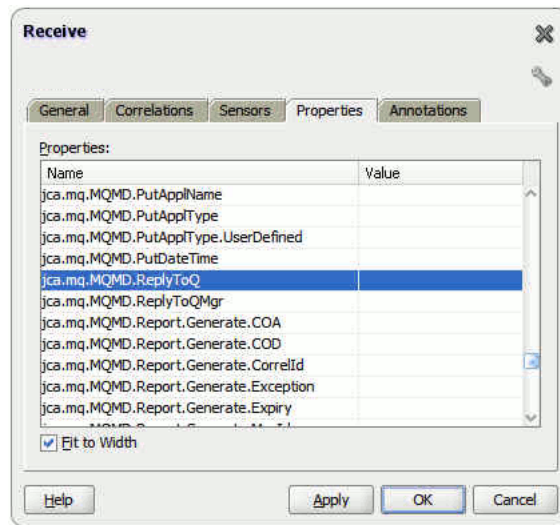 Receive
General Correlations Sensors Properties Annotations
Properties:
Name Value
jca.mq.MQMD.PutApplName
jca.mq.MQMD.PutApplType
jca.mq.MQMD.PutApplType.UserDefined
jca.mq.MQMD.PutDateTime
jca.mq.MQMD.ReplyToQ
jca.mq.MQMD.ReplyToQMgr
jca.mq.MQMD.Report.Generate.COA
jca.mq.MQMD.Report.Generate.COD
jca.mq.MQMD.Report.Generate.CorrelId
jca.mq.MQMD.Report.Generate.Exception
jca.mq.MQMD.Report.Generate.Expiry
Fit to Width
Help Apply OK Cancel